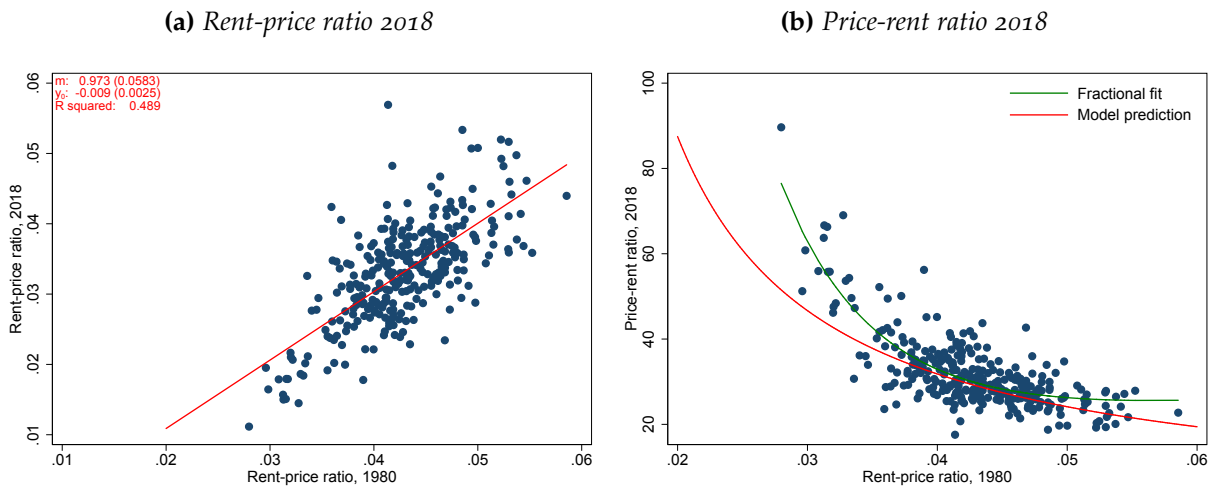 (a) Rent-price ratio 2018
m: 0.973 (0.0583)
y₀: -0.009 (0.0025)
R squared: 0.489
Rent-price ratio, 2018
.06
.05
.04
.03
.02
.01
.01 .02 .03 .04 .05 .06
Rent-price ratio, 1980
(b) Price-rent ratio 2018
Fractional fit
Model prediction
Price-rent ratio, 2018
100
80
60
40
20
.02 .03 .04 .05 .06
Rent-price ratio, 1980